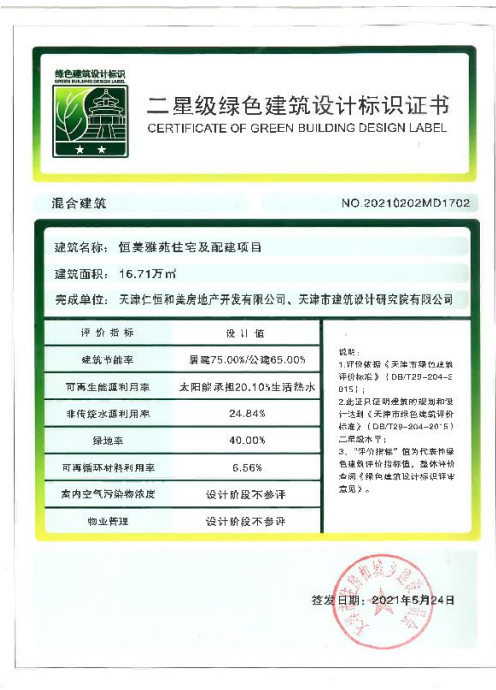 绿色建筑设计标识
GREEN BUILDING DESIGN LABEL
二星级绿色建筑设计标识证书
CERTIFICATE OF GREEN BUILDING DESIGN LABEL
混合建筑 NO.20210202MD1702
建筑名称：恒美雅苑住宅及配建项目
建筑面积：16.71万㎡
完成单位：天津仁恒和美房地产开发有限公司、天津市建筑设计研究院有限公司
评价指标 设计值
建筑节能率 居建75.00%/公建65.00%
可再生能源利用率 太阳能承担20.10%生活热水
非传统水源利用率 24.84%
绿地率 40.00%
可再循环材料利用率 6.56%
室内空气污染物浓度 设计阶段不参评
物业管理 设计阶段不参评
说明：
1.评价依据《天津市绿色建筑
评价标准》（DB/T29-204-2
015）；
2.此证只证明建筑的规划和设
计达到《天津市绿色建筑评价
标准》（DB/T29-204-2015）
二星级水平；
3、“评价指标”值为代表性绿
色建筑评价指标值，整体评价
查阅《绿色建筑设计标识评审
意见》。
天津市住房和城乡建设委员会
签发日期：2021年5月24日